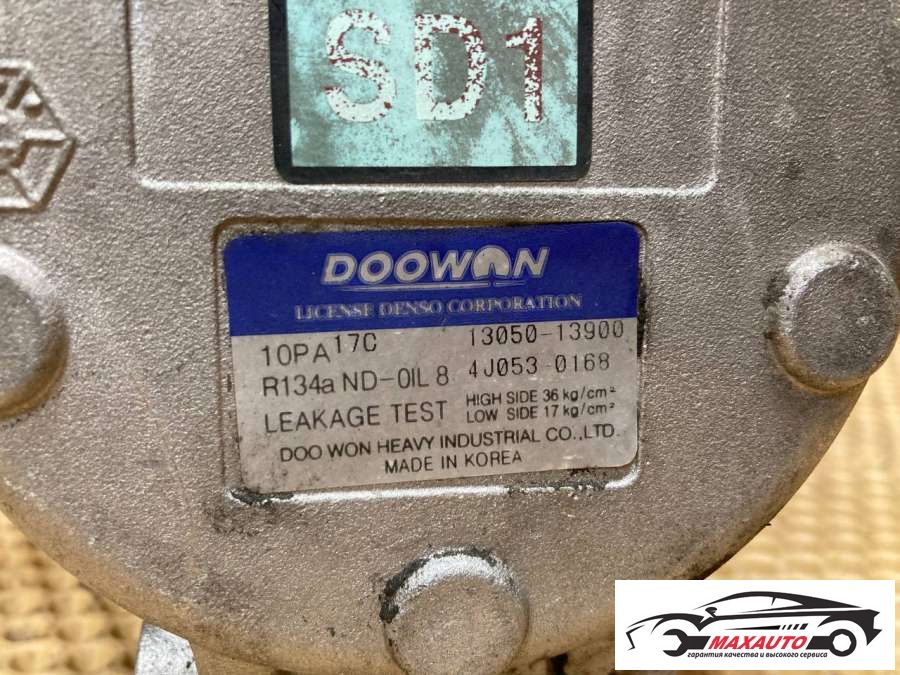 SD1
DOOWON
LICENSE DENSO CORPORATION
10PA17C 13050-13900
R134a ND-OIL 8 4J053-0168
LEAKAGE TEST HIGH SIDE 36 kg/cm²
LOW SIDE 17 kg/cm²
DOO WON HEAVY INDUSTRIAL CO.,LTD.
MADE IN KOREA
MAXAUTO
гарантия качества и высокого сервиса